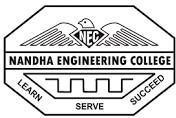 NEC
NANDHA ENGINEERING COLLEGE
LEARN
SERVE
SUCCEED